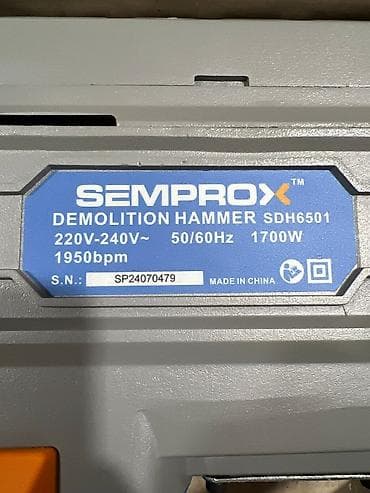 SEMPROX™
DEMOLITION HAMMER SDH6501
220V-240V~ 50/60Hz 1700W
1950bpm
S.N.: SP24070479 MADE IN CHINA